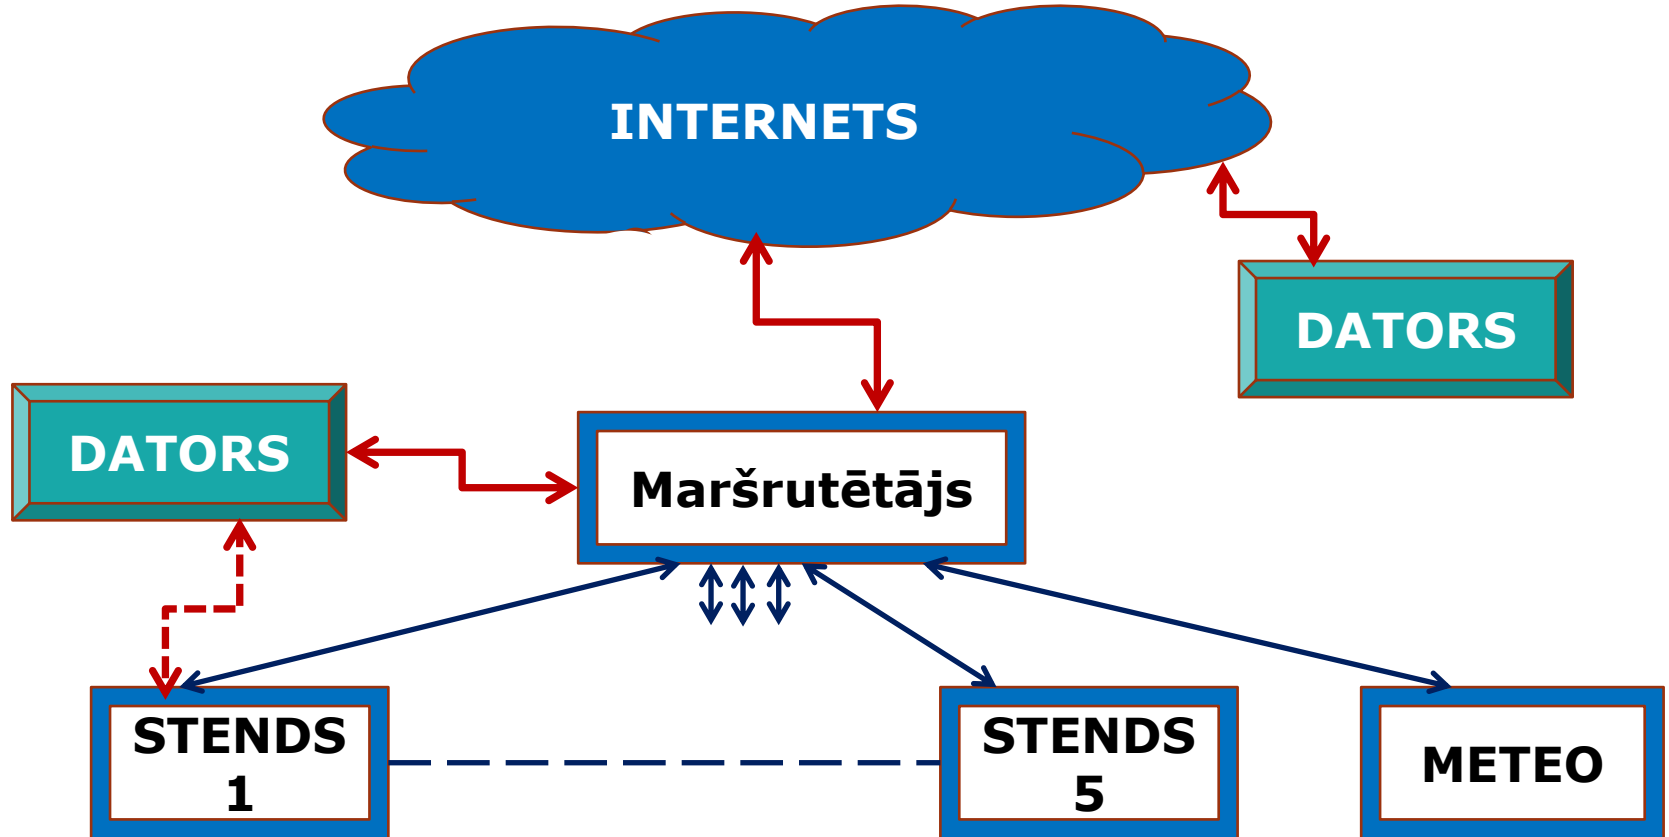 INTERNETS
DATORS
DATORS
Maršrutētājs
STENDS
1
STENDS
5
METEO